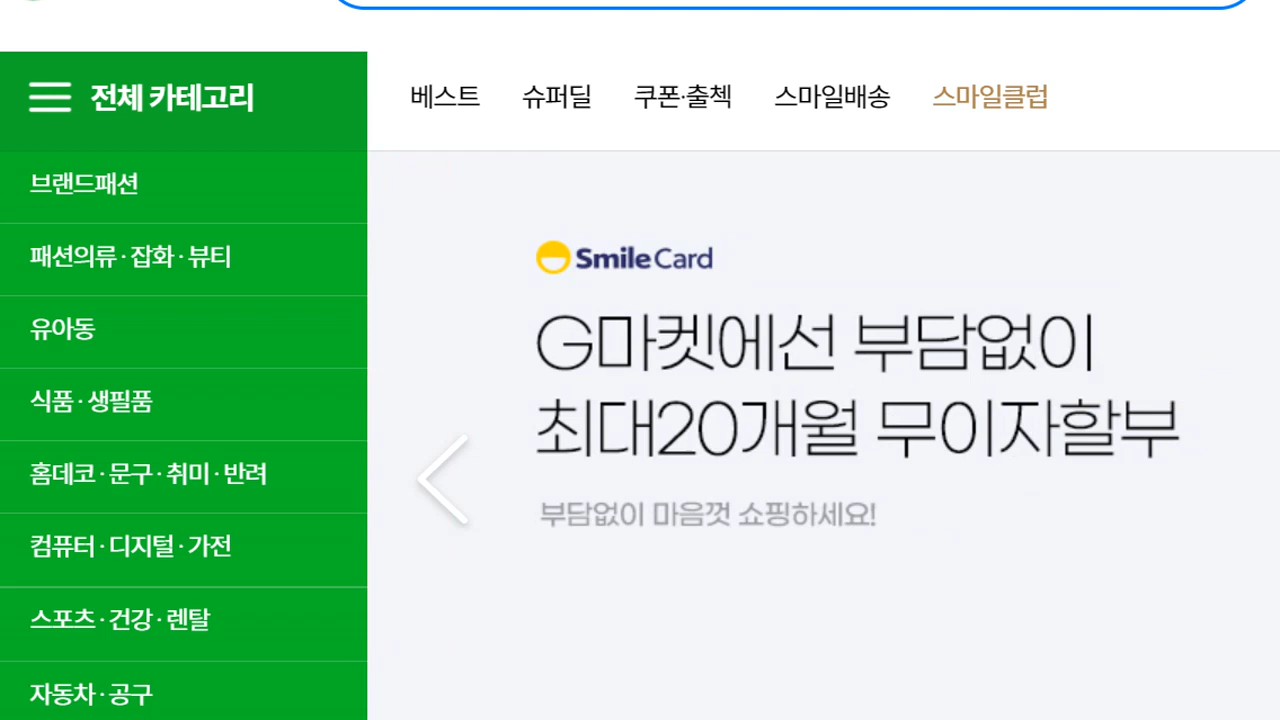 전체 카테고리
베스트 슈퍼딜 쿠폰·출첵 스마일배송 스마일클럽
브랜드패션
패션의류·잡화·뷰티
유아동
식품·생필품
홈데코·문구·취미·반려
컴퓨터·디지털·가전
스포츠·건강·렌탈
자동차·공구
Smile Card
G마켓에선 부담없이
최대20개월 무이자할부
부담없이 마음껏 쇼핑하세요!